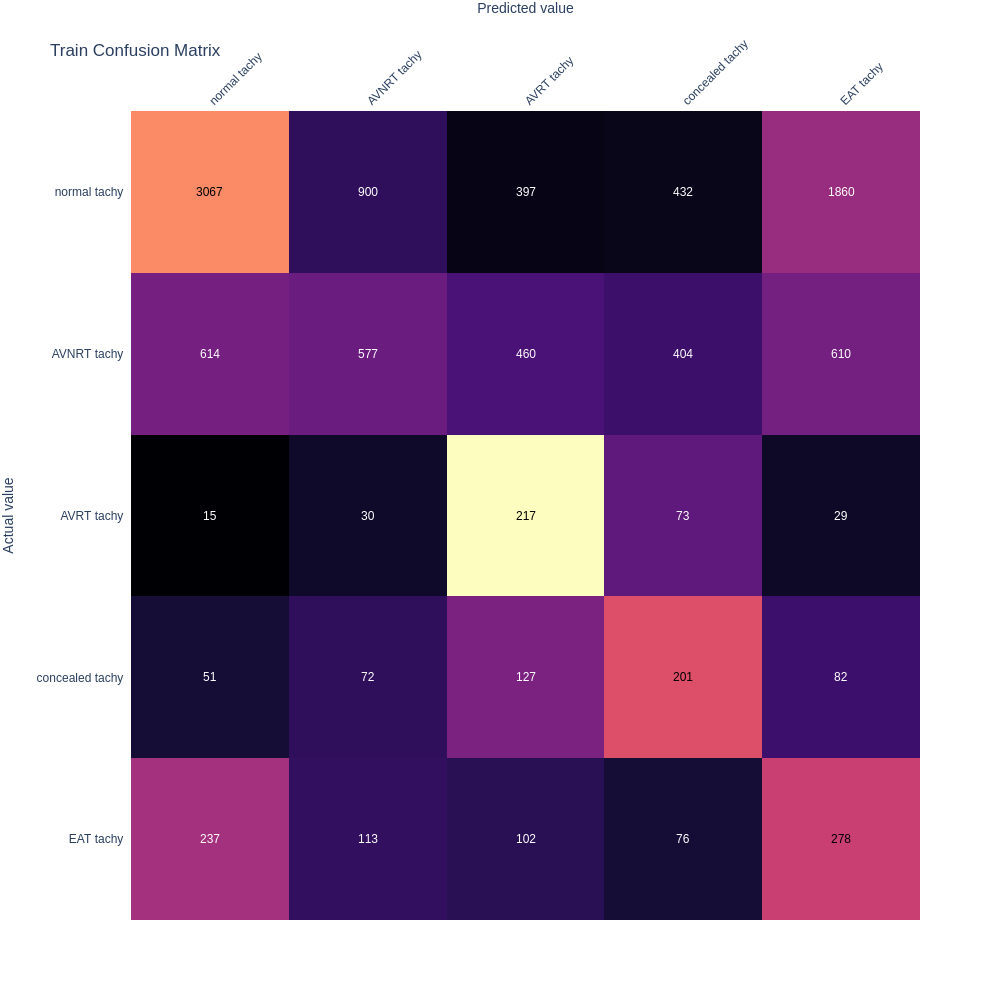 Predicted value
Train Confusion Matrix
normal tachy
AVNRT tachy
AVRT tachy
concealed tachy
EAT tachy
normal tachy 3067 900 397 432 1860
AVNRT tachy 614 577 460 404 610
Actual value
AVRT tachy 15 30 217 73 29
concealed tachy 51 72 127 201 82
EAT tachy 237 113 102 76 278